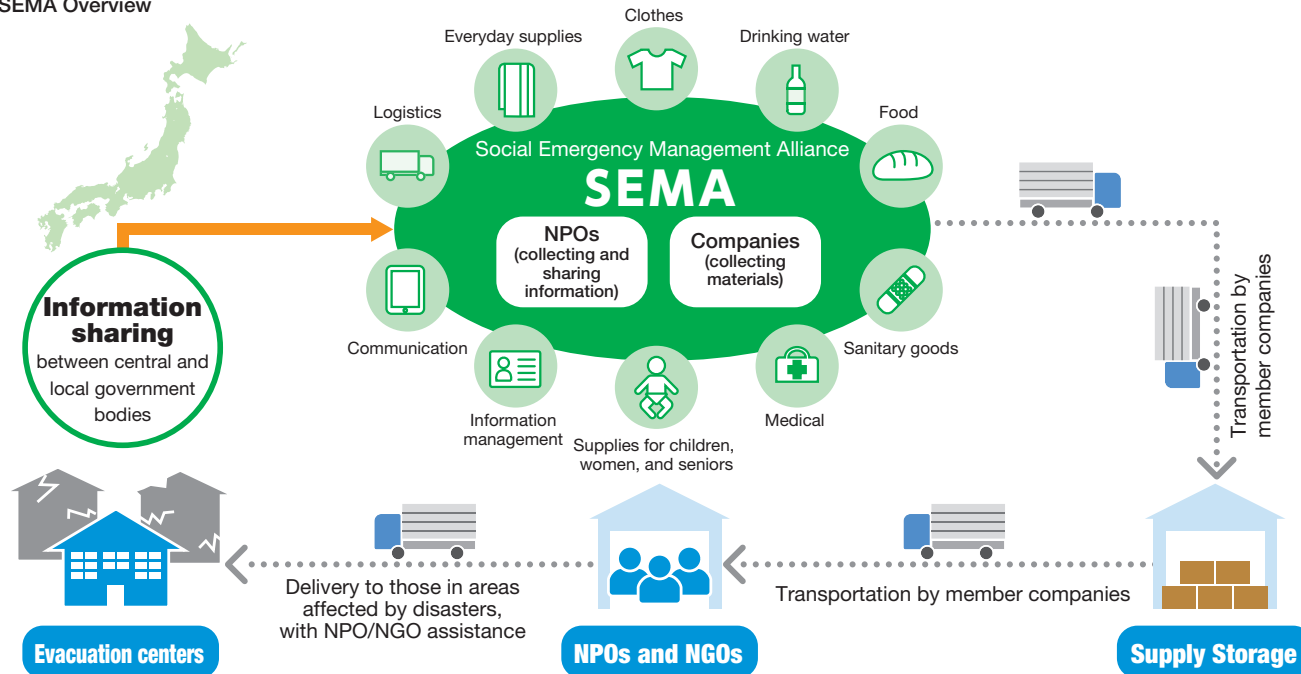 SEMA Overview
Clothes
Everyday supplies
Drinking water
Logistics
Food
Social Emergency Management Alliance
SEMA
NPOs
(collecting and
sharing
information)
Companies
(collecting
materials)
Information
sharing
between central and
local government
bodies
Communication
Sanitary goods
Information
management
Medical
Supplies for children,
women, and seniors
Transportation by
member companies
Transportation by member companies
Delivery to those in areas
affected by disasters,
with NPO/NGO assistance
Evacuation centers
NPOs and NGOs
Supply Storage